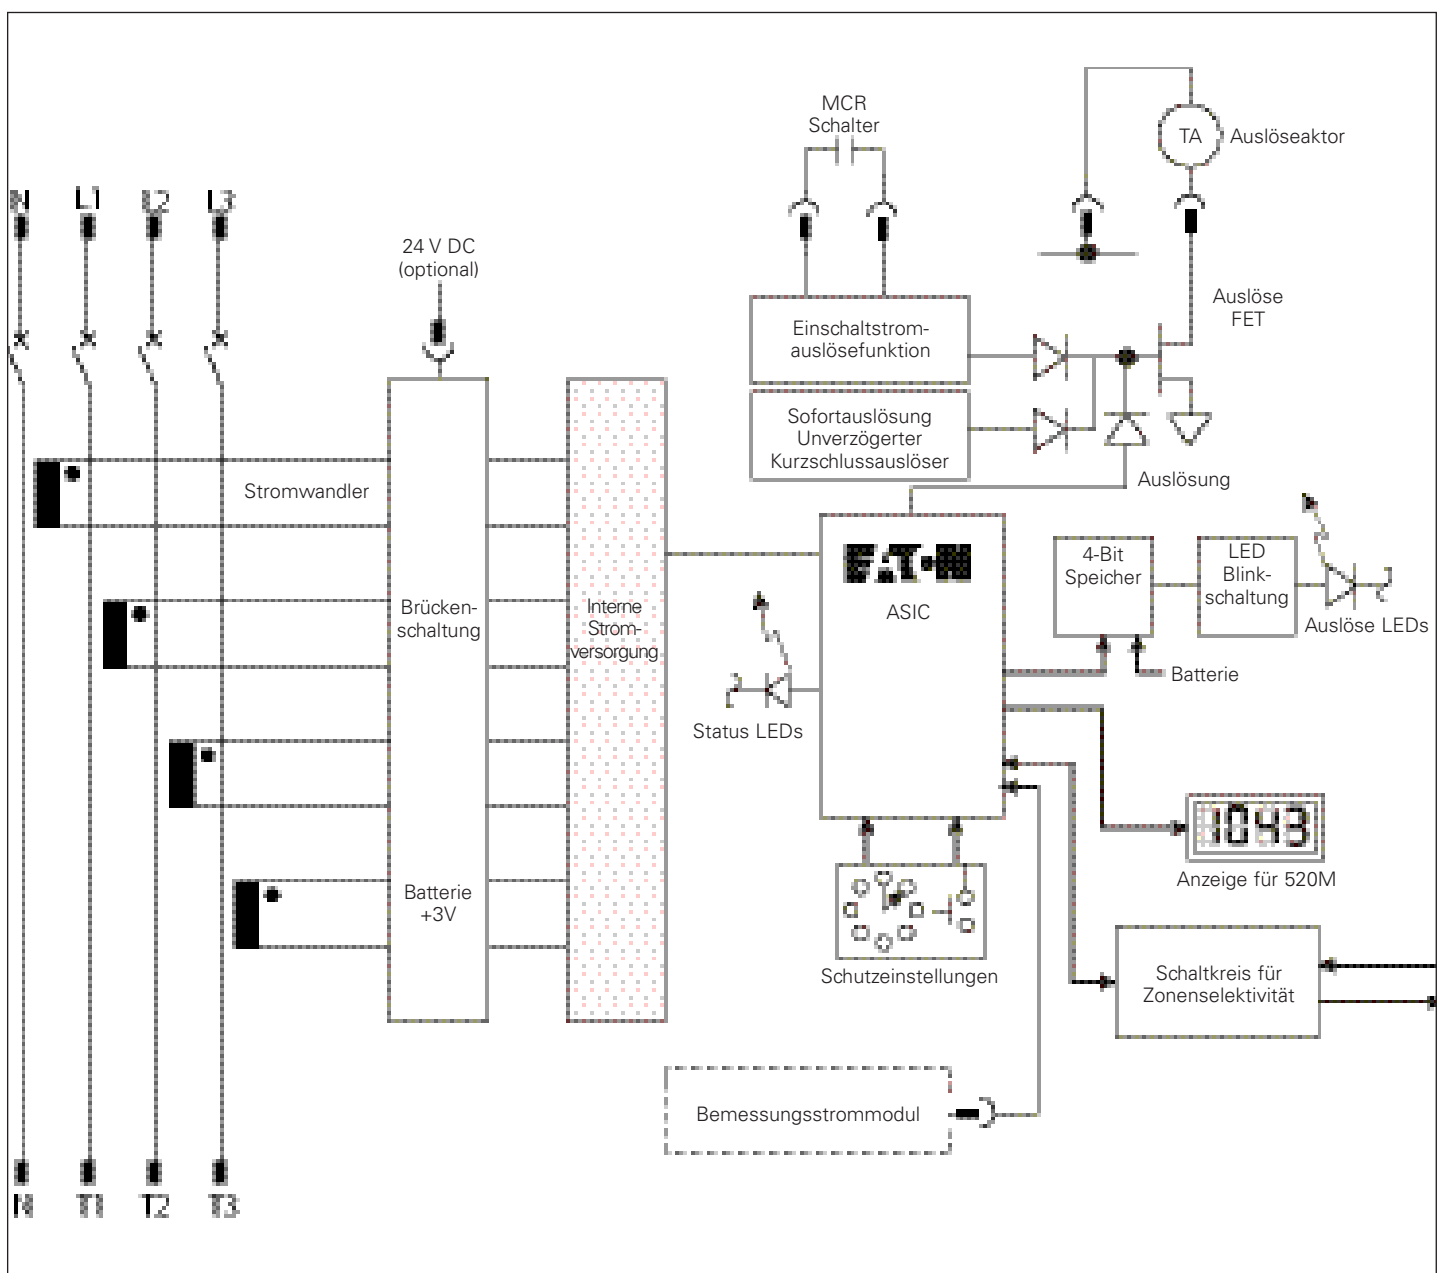 MCR
Schalter
TA
Auslöseaktor
N
L1
L2
L3
24 V DC
(optional)
Auslöse
FET
Einschaltstrom-
auslösefunktion
Sofortauslösung
Unverzögerter
Kurzschlussauslöser
Auslösung
Stromwandler
EATON
ASIC
4-Bit
Speicher
LED
Blink-
schaltung
Auslöse LEDs
Brücken-
schaltung
Interne
Strom-
versorgung
Batterie
Status LEDs
1043
Anzeige für 520M
Batterie
+3V
Schutzeinstellungen
Schaltkreis für
Zonenselektivität
Bemessungsstrommodul
N
T1
T2
T3